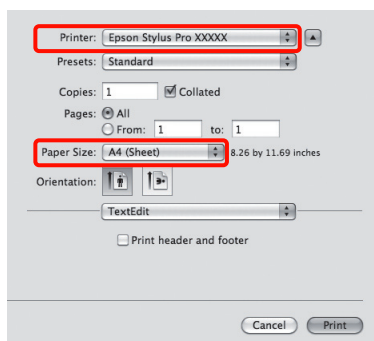 Printer: Epson Stylus Pro XXXXX
Presets: Standard
Copies: 1 Collated
Pages: All
From: 1 to: 1
Paper Size: A4 (Sheet) 8.26 by 11.69 inches
Orientation:
TextEdit
Print header and footer
Cancel Print